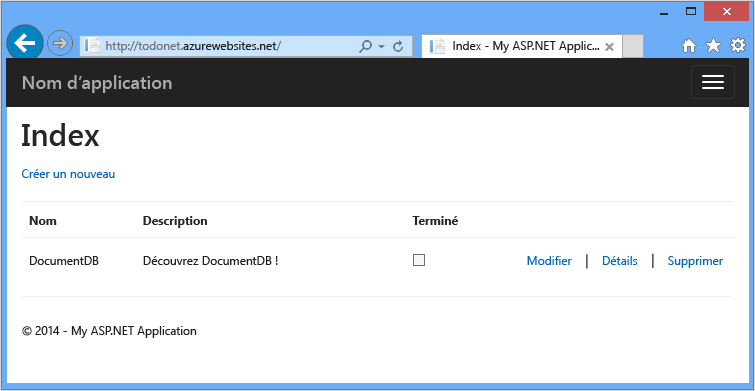 http://todonet.azurewebsites.net/
Index - My ASP.NET Applic...
Nom d'application
Index
Créer un nouveau
Nom Description Terminé
DocumentDB Découvrez DocumentDB ! Modifier | Détails | Supprimer
© 2014 - My ASP.NET Application